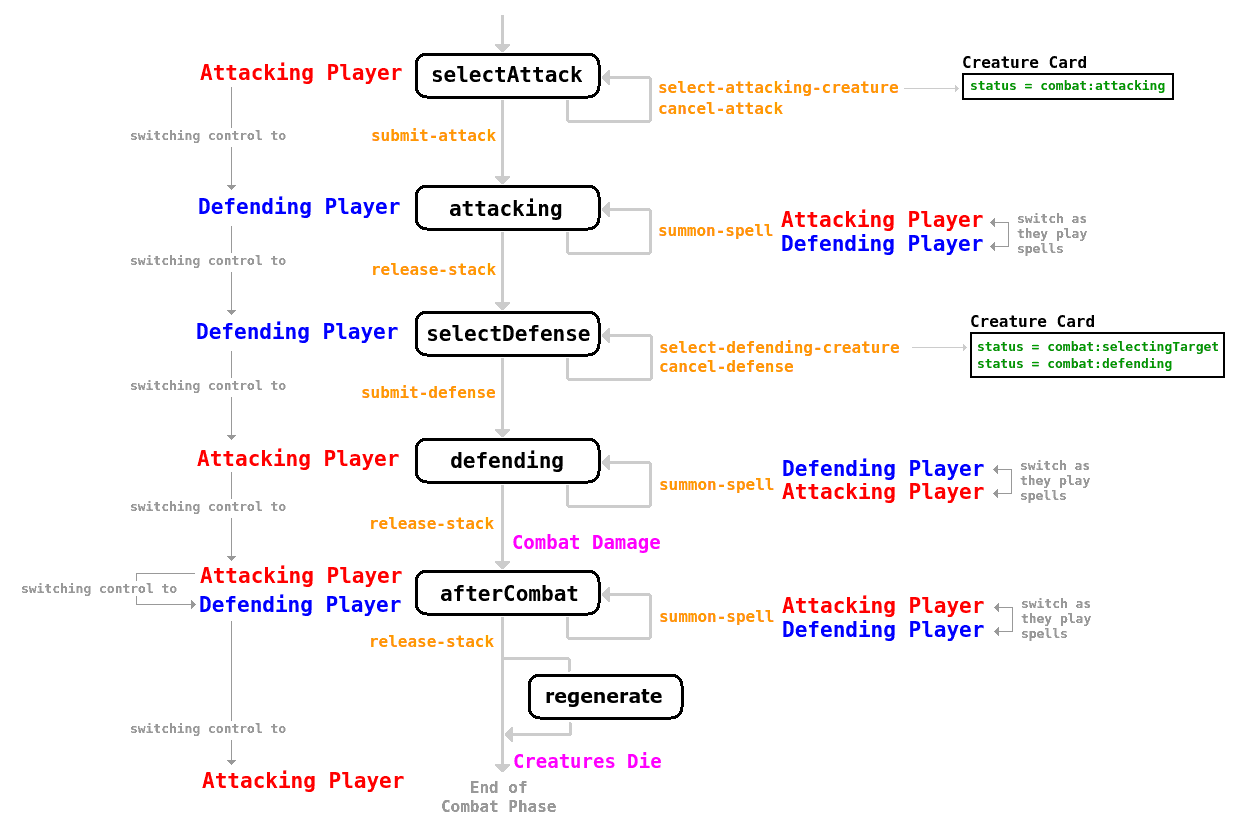 Creature Card
Attacking Player
selectAttack
select-attacking-creature
status = combat:attacking
cancel-attack
switching control to
submit-attack
Defending Player
attacking
summon-spell
Attacking Player
Defending Player
switch as
they play
spells
switching control to
release-stack
Creature Card
Defending Player
selectDefense
select-defending-creature
cancel-defense
status = combat:selectingTarget
status = combat:defending
switching control to
submit-defense
Attacking Player
defending
summon-spell
Defending Player
Attacking Player
switch as
they play
spells
switching control to
release-stack
Combat Damage
switching control to
Attacking Player
Defending Player
afterCombat
summon-spell
Attacking Player
Defending Player
switch as
they play
spells
release-stack
regenerate
switching control to
Creatures Die
Attacking Player
End of
Combat Phase